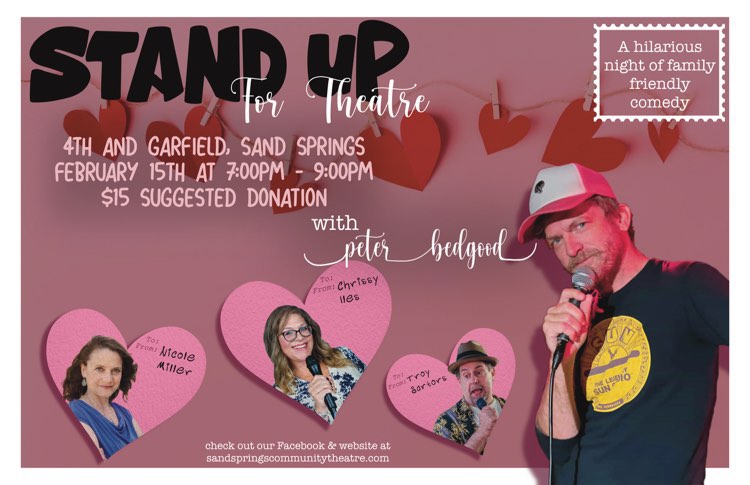 STAND UP
For Theatre
A hilarious
night of family
friendly
comedy
4TH AND GARFIELD, SAND SPRINGS
FEBRUARY 15TH AT 7:00PM - 9:00PM
$15 SUGGESTED DONATION
with
peter bedgood
To:
From: Nicole
Miller
To:
From: Chrissy
Iles
To:
From: Troy
Sartors
SUN
check out our Facebook & website at
sandspringscommunitytheatre.com